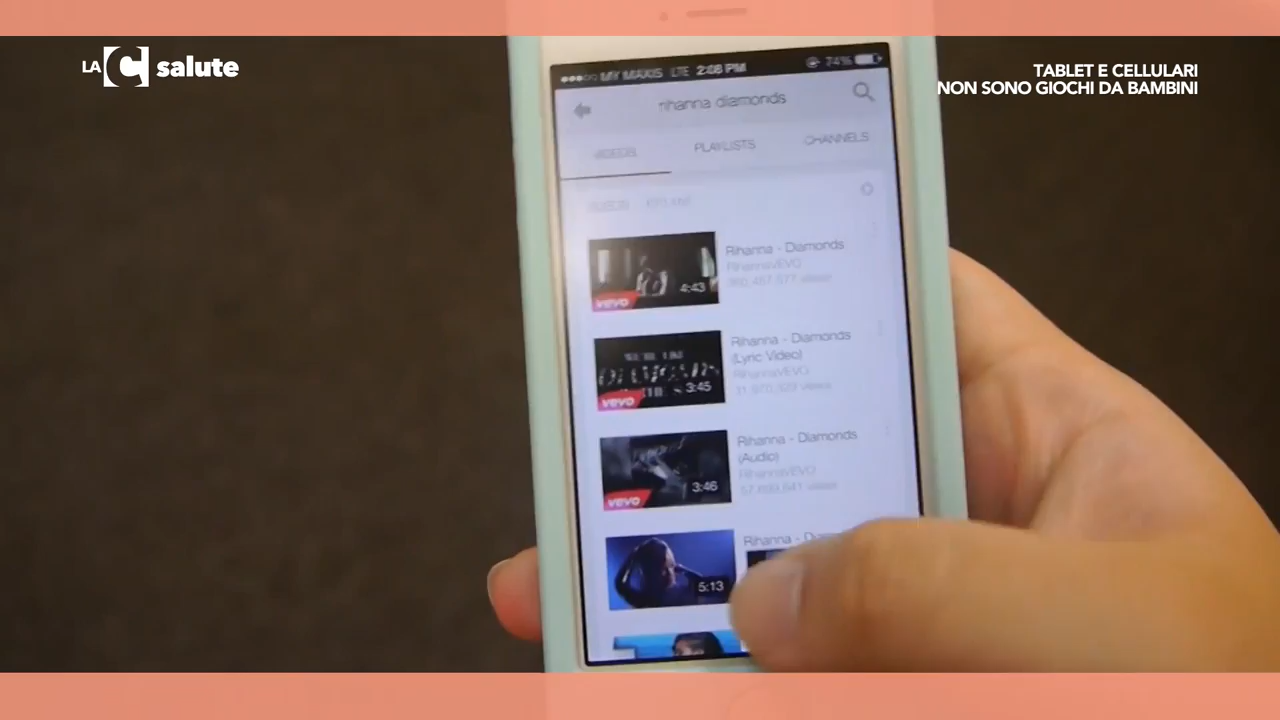 LA C salute
TABLET E CELLULARI
NON SONO GIOCHI DA BAMBINI
MY MAXIS LTE 2:08 PM 74%
rihanna diamonds
VIDEOS PLAYLISTS CHANNELS
Rihanna - Diamonds
RihannaVEVO
4:43
vevo
Rihanna - Diamonds
(Lyric Video)
RihannaVEVO
3:45
vevo
Rihanna - Diamonds
(Audio)
RihannaVEVO
3:46
vevo
Rihanna -
5:13